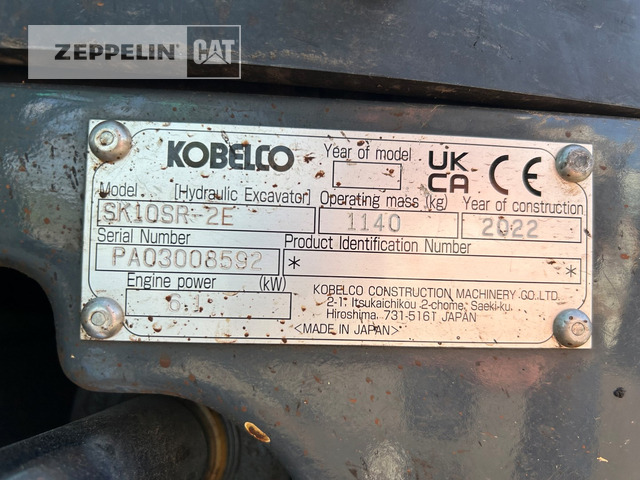 ZEPPELIN CAT
KOBELCO
Year of model
UK
CA
CE
Model [Hydraulic Excavator]
Operating mass (kg)
Year of construction
SK10SR-2E
1140
2022
Serial Number
Product Identification Number
PA03008592
* *
Engine power (kW)
6.1
KOBELCO CONSTRUCTION MACHINERY CO., LTD.
2-1, Itsukaichikou 2-chome, Saeki-ku,
Hiroshima, 731-5161 JAPAN
<MADE IN JAPAN>